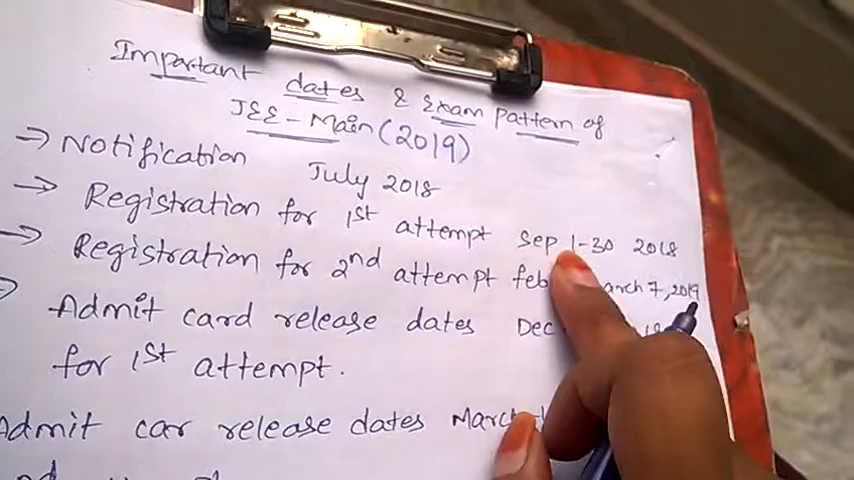 Important dates & Exam pattern of
JEE-Main (2019)
→ Notification July 2018
→ Registration for 1st attempt Sep 1-30 2018
→ Registration for 2nd attempt feb arch 7, 2019
→ Admit card release dates Dec
for 1st attempt.
Admit car release dates March